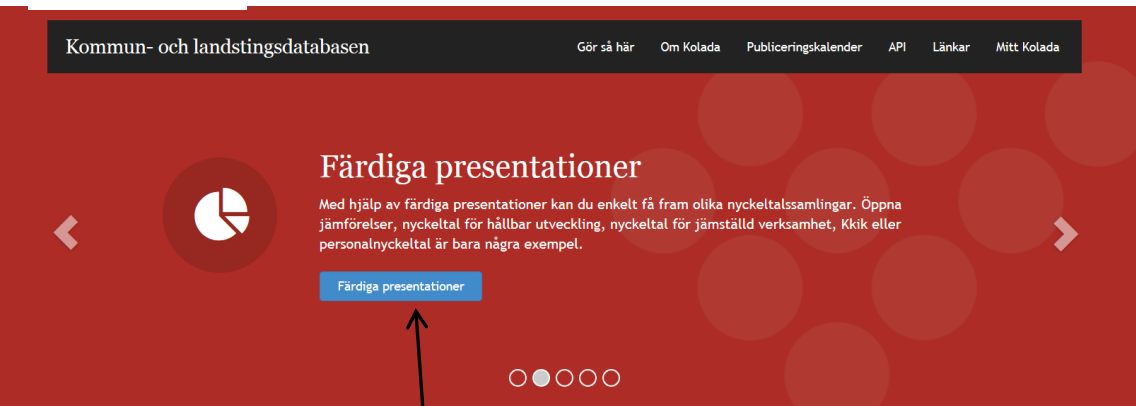 Kommun- och landstingsdatabasen
Gör så här Om Kolada Publiceringskalender API Länkar Mitt Kolada
Färdiga presentationer
Med hjälp av färdiga presentationer kan du enkelt få fram olika nyckeltalssamlingar. Öppna
jämförelser, nyckeltal för hållbar utveckling, nyckeltal för jämställd verksamhet, Kkik eller
personalnyckeltal är bara några exempel.
Färdiga presentationer